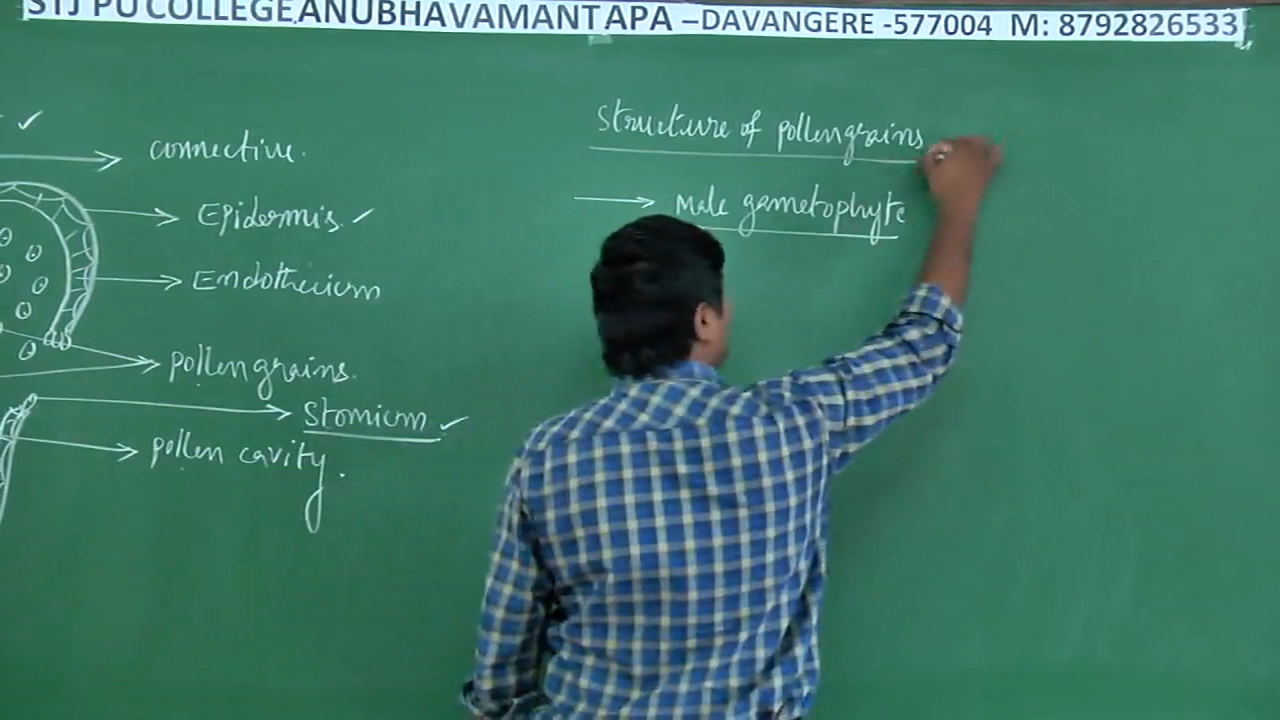 STJ PU COLLEGE,ANUBHAVAMANTAPA –DAVANGERE -577004 M: 8792826533
connective.
Epidermis.
Endothecium
pollengrains.
Stomium
pollen cavity.
Structure of pollengrains
Male gametophyte